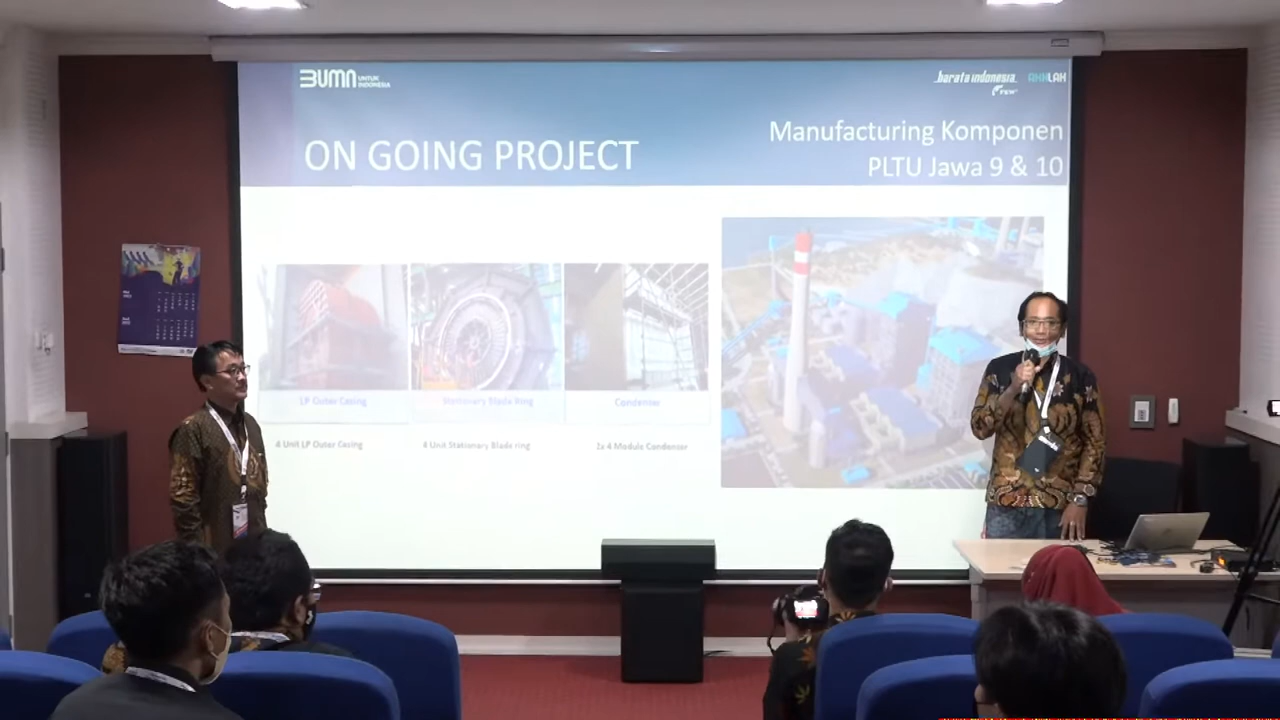 BUMN UNTUK INDONESIA
barata indonesia AKHLAK
ON GOING PROJECT
Manufacturing Komponen
PLTU Jawa 9 & 10
LP Outer Casing
Stationary Blade Ring
Condenser
4 Unit LP Outer Casing
4 Unit Stationary Blade ring
2x 4 Module Condenser